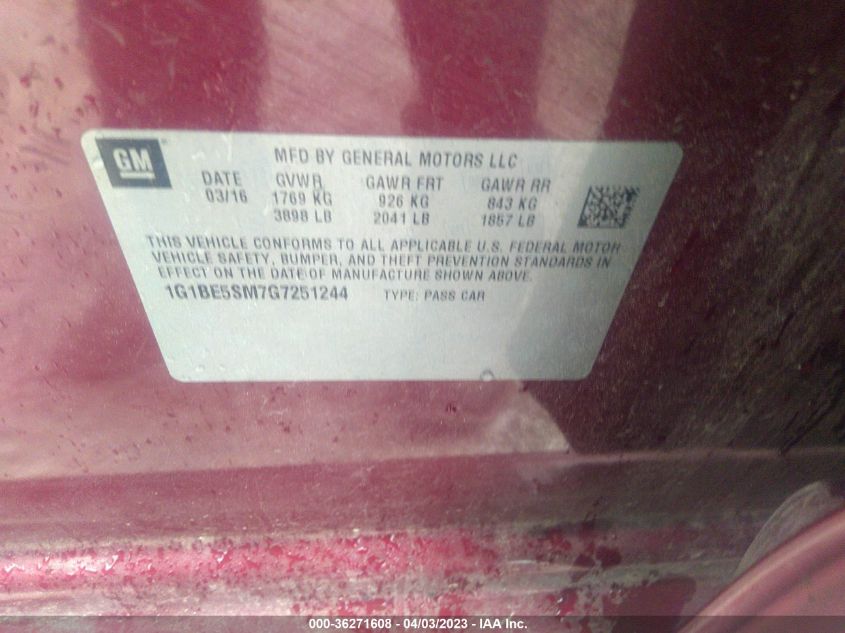 GM
MFD BY GENERAL MOTORS LLC
DATE GVWR GAWR FRT GAWR RR
03/16 1769 KG 926 KG 843 KG
3898 LB 2041 LB 1857 LB
THIS VEHICLE CONFORMS TO ALL APPLICABLE U.S. FEDERAL MOTOR
VEHICLE SAFETY, BUMPER, AND THEFT PREVENTION STANDARDS IN
EFFECT ON THE DATE OF MANUFACTURE SHOWN ABOVE.
1G1BE5SM7G7251244 TYPE: PASS CAR
000-36271608 - 04/03/2023 - IAA Inc.